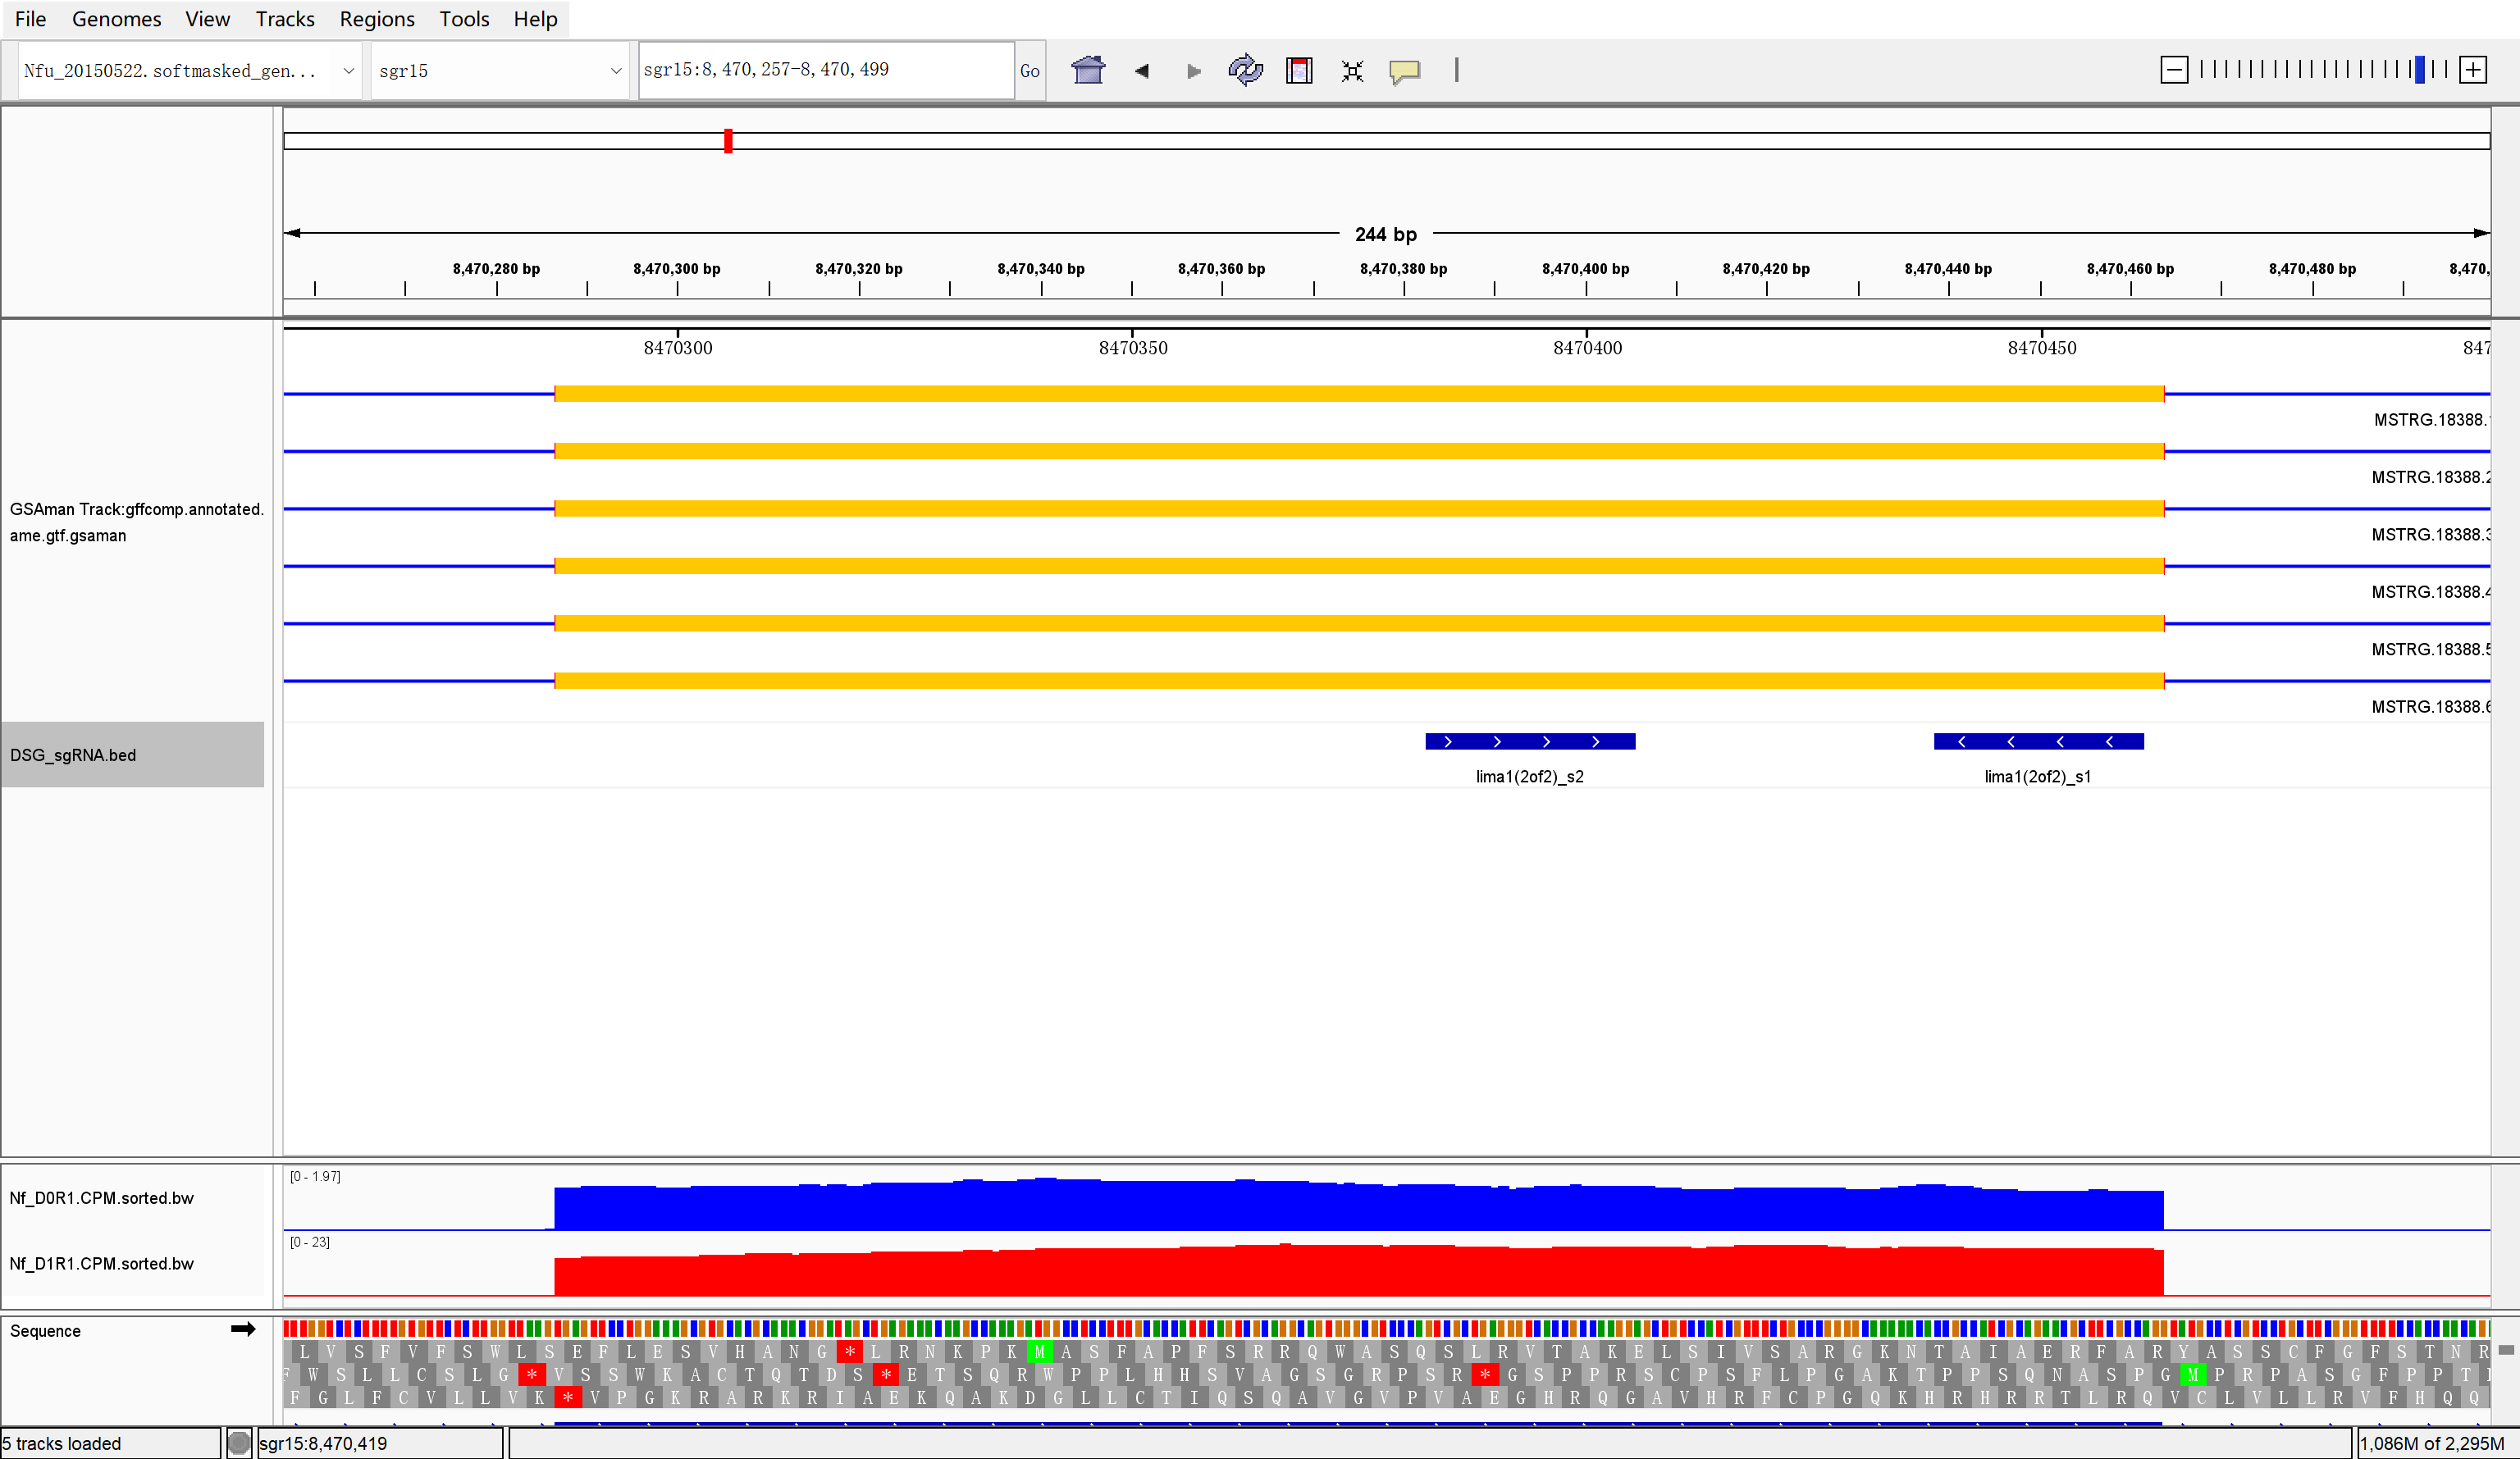 File Genomes View Tracks Regions Tools Help
Nfu_20150522.softmasked_gen... sgr15 sgr15:8,470,257-8,470,499 Go
244 bp
8,470,280 bp 8,470,300 bp 8,470,320 bp 8,470,340 bp 8,470,360 bp 8,470,380 bp 8,470,400 bp 8,470,420 bp 8,470,440 bp 8,470,460 bp 8,470,480 bp 8,470,
8470300 8470350 8470400 8470450 847
MSTRG.18388.
MSTRG.18388.2
GSAman Track:gffcomp.annotated.
ame.gtf.gsaman
MSTRG.18388.3
MSTRG.18388.4
MSTRG.18388.5
MSTRG.18388.6
DSG_sgRNA.bed
lima1(2of2)_s2 lima1(2of2)_s1
[0 - 1.97]
Nf_D0R1.CPM.sorted.bw
[0 - 23]
Nf_D1R1.CPM.sorted.bw
Sequence
L V S F V F S W L S E F L E S V H A N G * L R N K P K M A S F A P F S R R Q W A S Q S L R V T A K E L S I V S A R G K N T A I A E R F A R Y A S S C F G F S T N R
F W S L L C S L G * V S S W K A C T Q T D S * E T S Q R W P P L H H S V A G S G R P S R * G S P P R S C P S F L P G A K T P P S Q N A S P G M P R P A S G F P P T
F G L F C V L L V K * V P G K R A R K R I A E K Q A K D G L L C T I Q S Q A V G V P V A E G H R Q G A V H R F C P G Q K H R H R R T L R Q V C L V L L R V F H Q Q
5 tracks loaded sgr15:8,470,419 1,086M of 2,295M